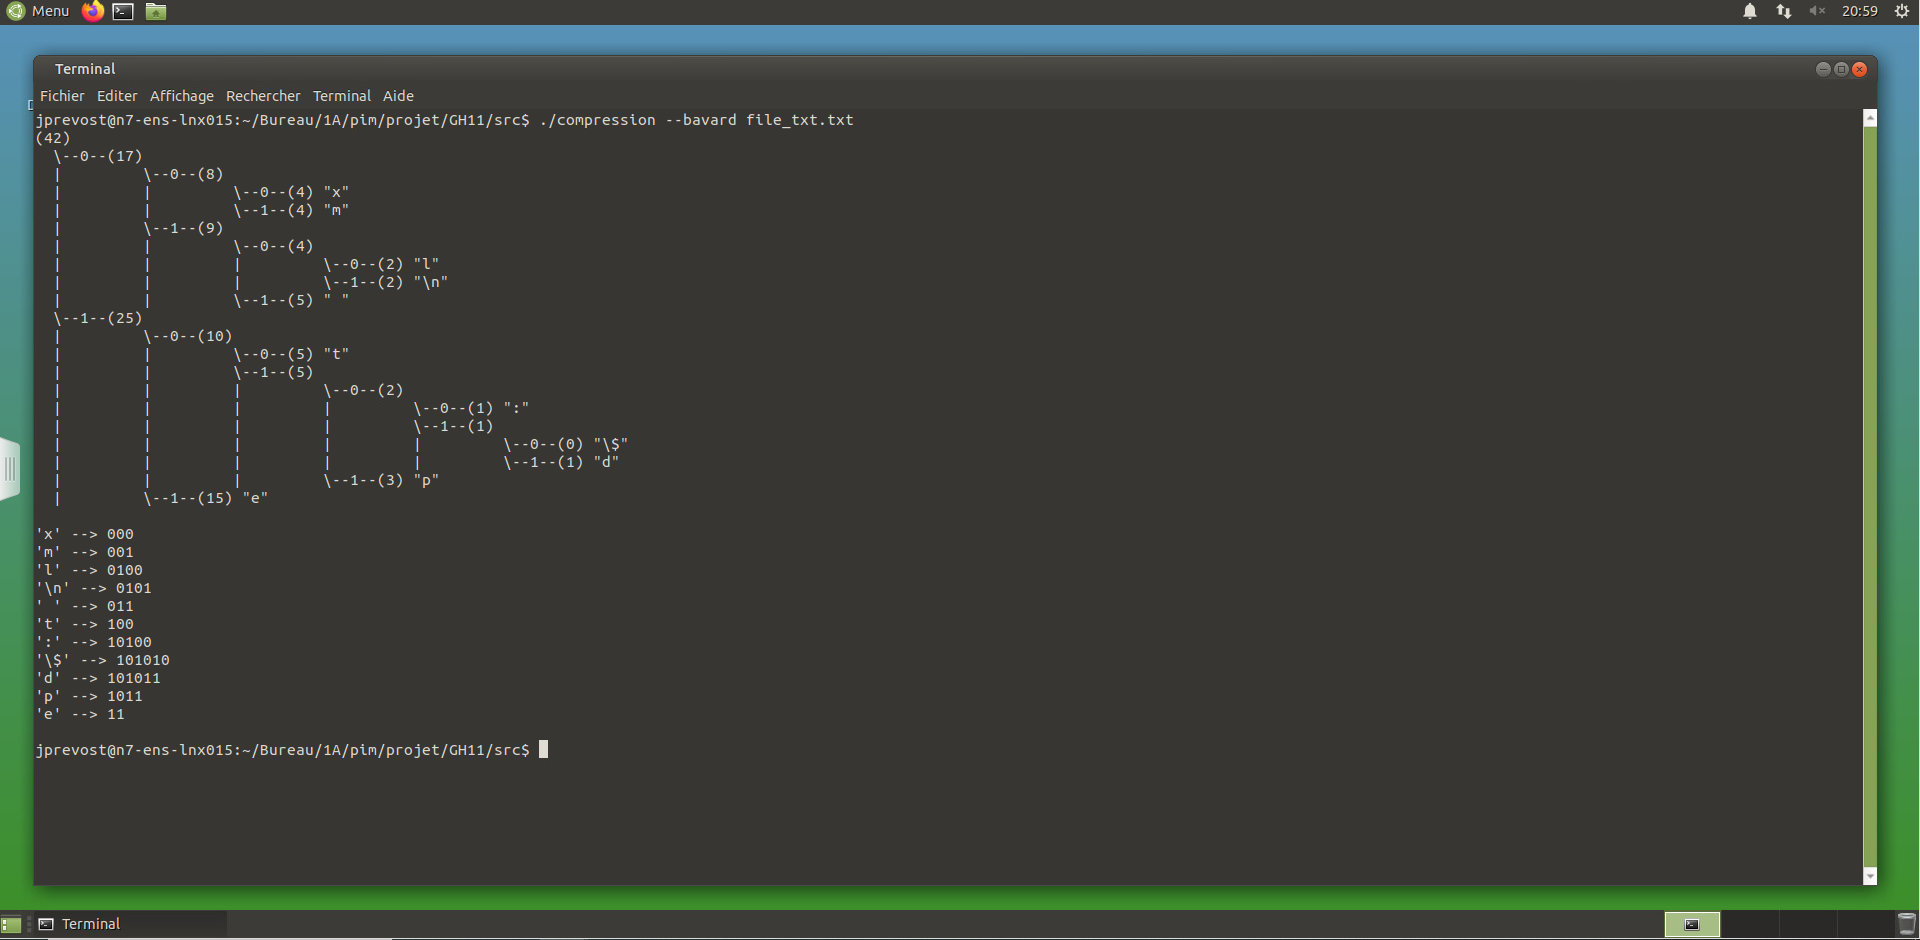 Menu 20:59
Terminal
Fichier Editer Affichage Rechercher Terminal Aide
jprevost@n7-ens-lnx015:~/Bureau/1A/pim/projet/GH11/src$ ./compression --bavard file_txt.txt
(42)
  \--0--(17)
  |         \--0--(8)
  |         |         \--0--(4) "x"
  |         |         \--1--(4) "m"
  |         \--1--(9)
  |         |         \--0--(4)
  |         |         |         \--0--(2) "l"
  |         |         |         \--1--(2) "\n"
  |         |         \--1--(5) " "
  \--1--(25)
  |         \--0--(10)
  |         |         \--0--(5) "t"
  |         |         \--1--(5)
  |         |         |         \--0--(2)
  |         |         |         |         \--0--(1) ":"
  |         |         |         |         \--1--(1)
  |         |         |         |         |         \--0--(0) "\$"
  |         |         |         |         |         \--1--(1) "d"
  |         |         |         \--1--(3) "p"
  |         \--1--(15) "e"
'x' --> 000
'm' --> 001
'l' --> 0100
'\n' --> 0101
' ' --> 011
't' --> 100
':' --> 10100
'\$' --> 101010
'd' --> 101011
'p' --> 1011
'e' --> 11
jprevost@n7-ens-lnx015:~/Bureau/1A/pim/projet/GH11/src$
Terminal